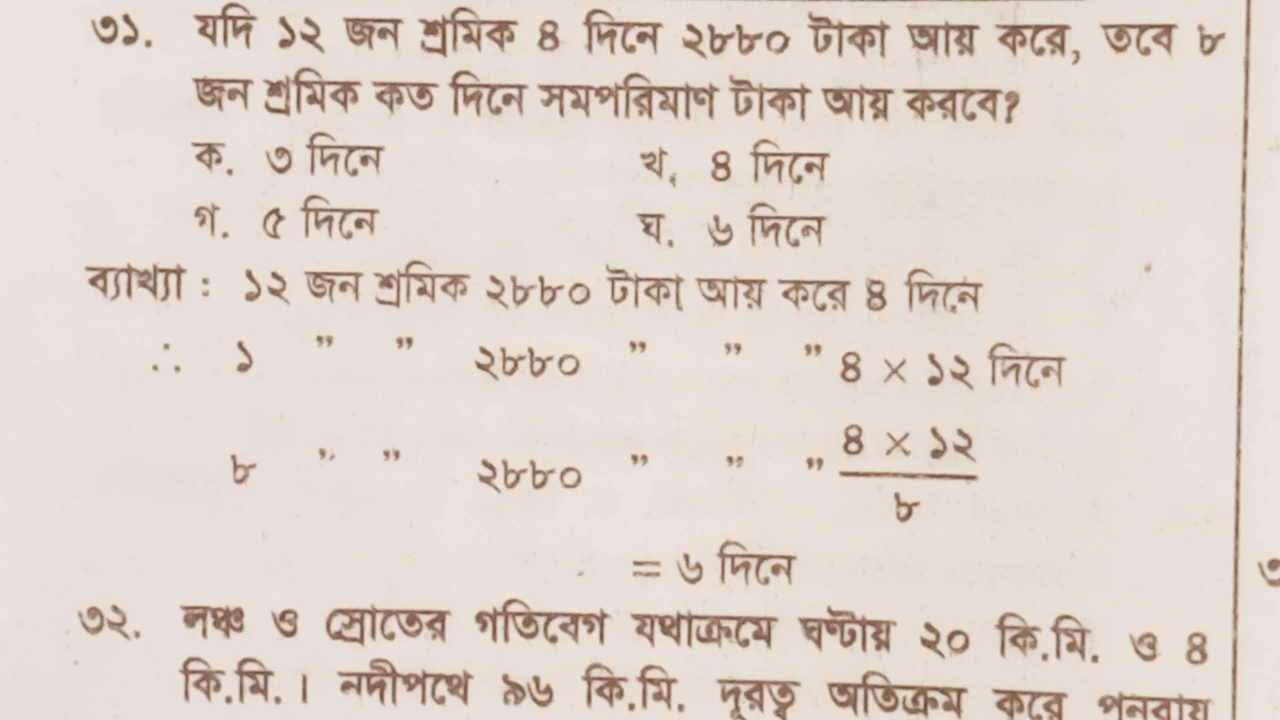 ৩১. যদি ১২ জন শ্রমিক ৪ দিনে ২৮৮০ টাকা আয় করে, তবে ৮
জন শ্রমিক কত দিনে সমপরিমাণ টাকা আয় করবে?
ক. ৩ দিনে খ. ৪ দিনে
গ. ৫ দিনে ঘ. ৬ দিনে
ব্যাখ্যা : ১২ জন শ্রমিক ২৮৮০ টাকা আয় করে ৪ দিনে
∴ ১ " " ২৮৮০ " " " ৪ × ১২ দিনে
৮ " " ২৮৮০ " " " ৪ × ১২
৮
= ৬ দিনে
৩২. লঞ্চ ও স্রোতের গতিবেগ যথাক্রমে ঘণ্টায় ২০ কি.মি. ও ৪
কি.মি.। নদীপথে ৯৬ কি.মি. দূরত্ব অতিক্রম করে পুনরায়